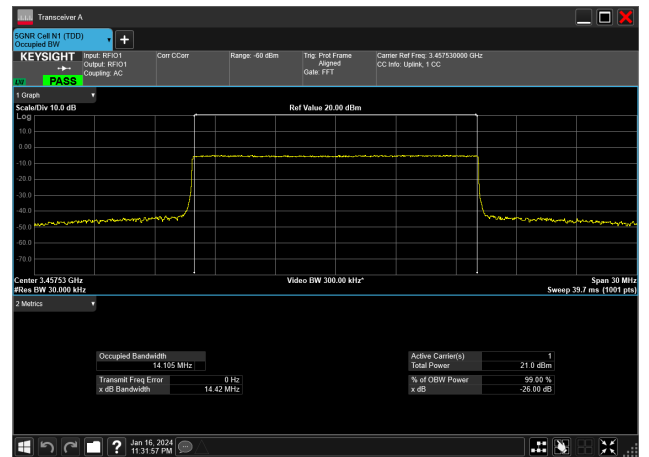 Transceiver A
5GNR Cell N1 (TDD)
Occupied BW
KEYSIGHT
LW PASS
Input: RFIO1
Output: RFIO1
Coupling: AC
Corr CCorr
Range: -60 dBm
Trig: Prot Frame
Aligned
Gate: FFT
Carrier Ref Freq: 3.457530000 GHz
CC Info: Uplink, 1 CC
1 Graph
Scale/Div 10.0 dB
Ref Value 20.00 dBm
Log
10.0
0.00
-10.0
-20.0
-30.0
-40.0
-50.0
-60.0
-70.0
Center 3.45753 GHz
Video BW 300.00 kHz*
Span 30 MHz
#Res BW 30.000 kHz
Sweep 39.7 ms (1001 pts)
2 Metrics
Occupied Bandwidth
14.105 MHz
Active Carrier(s) 1
Total Power 21.0 dBm
Transmit Freq Error 0 Hz
x dB Bandwidth 14.42 MHz
% of OBW Power 99.00 %
x dB -26.00 dB
Jan 16, 2024
11:31:57 PM